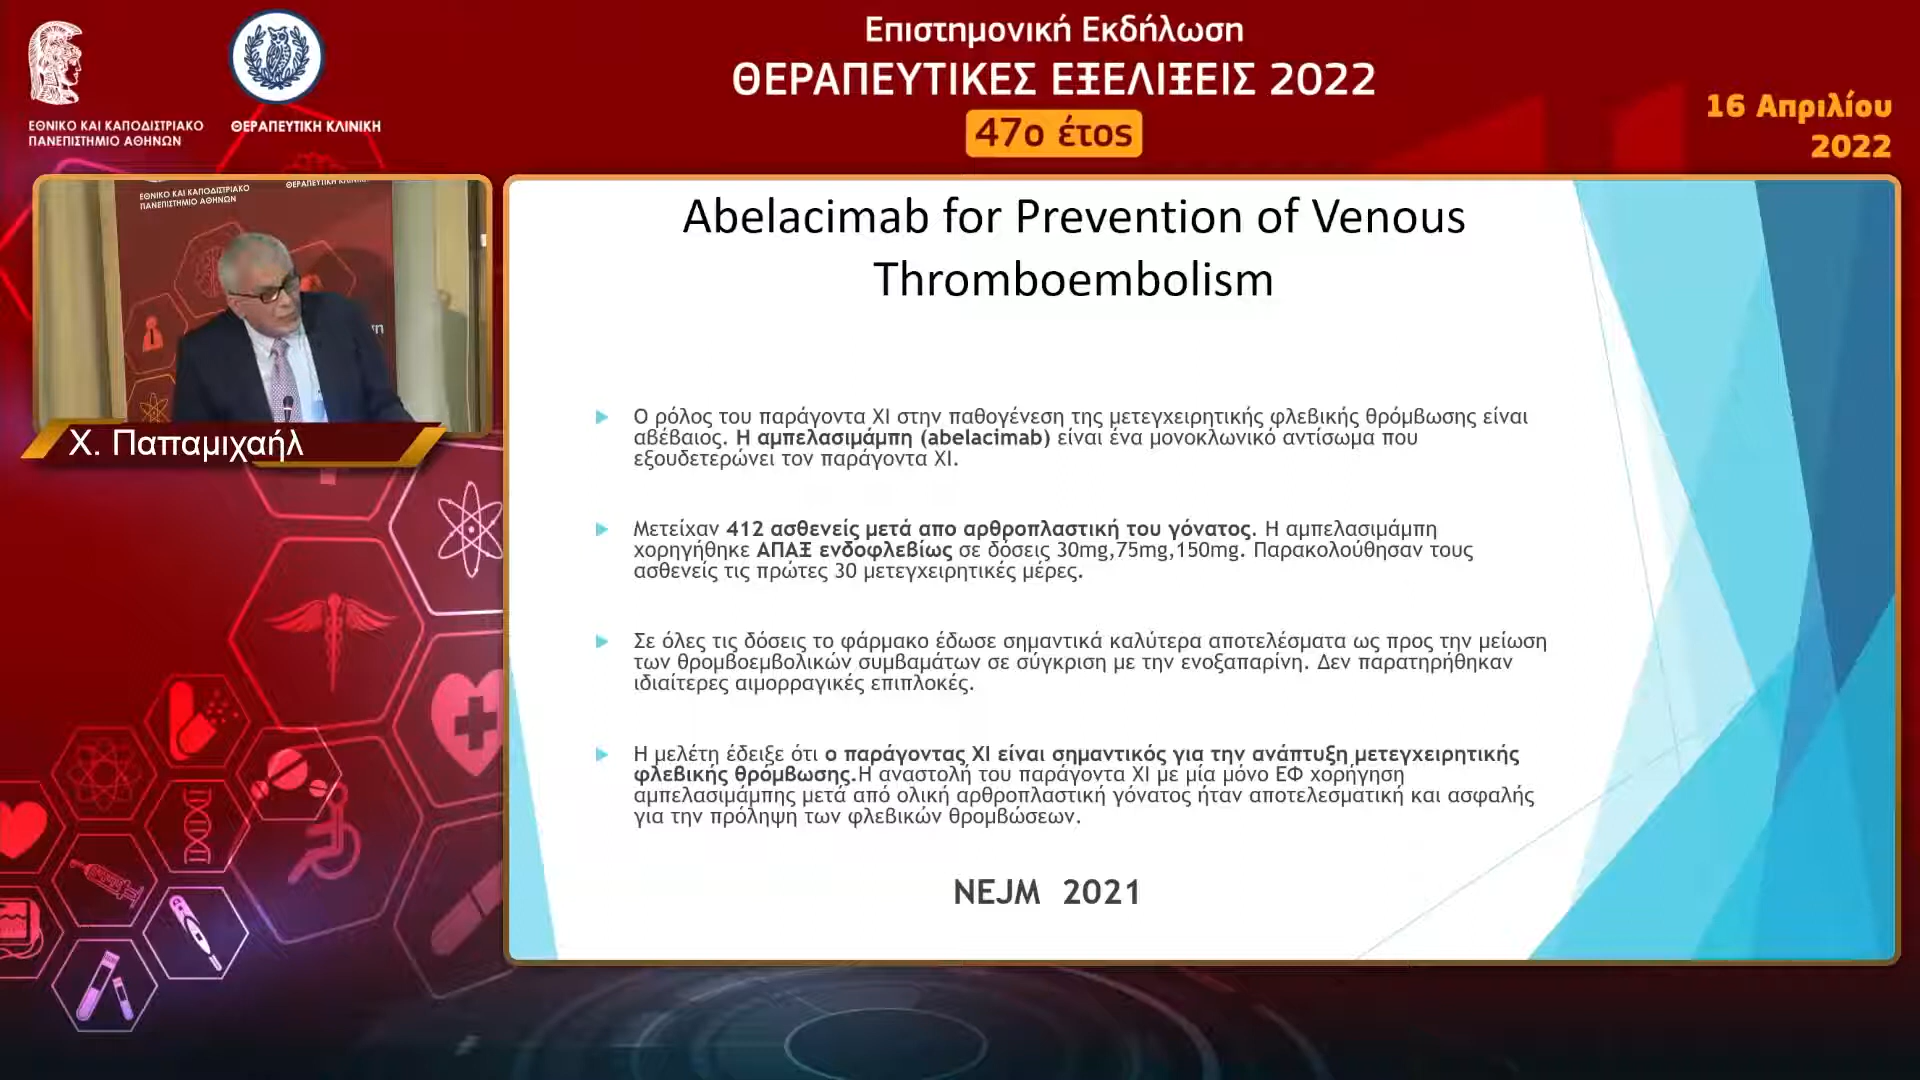 Επιστημονική Εκδήλωση
ΘΕΡΑΠΕΥΤΙΚΕΣ ΕΞΕΛΙΞΕΙΣ 2022
47ο έτος
16 Απριλίου
2022
ΕΘΝΙΚΟ ΚΑΙ ΚΑΠΟΔΙΣΤΡΙΑΚΟ
ΠΑΝΕΠΙΣΤΗΜΙΟ ΑΘΗΝΩΝ
ΘΕΡΑΠΕΥΤΙΚΗ ΚΛΙΝΙΚΗ
ΕΘΝΙΚΟ ΚΑΙ ΚΑΠΟΔΙΣΤΡΙΑΚΟ
ΠΑΝΕΠΙΣΤΗΜΙΟ ΑΘΗΝΩΝ
Χ. Παπαμιχαήλ
Abelacimab for Prevention of Venous
Thromboembolism
Ο ρόλος του παράγοντα XI στην παθογένεση της μετεγχειρητικής φλεβικής θρόμβωσης είναι
αβέβαιος. Η αμπελασιμάμπη (abelacimab) είναι ένα μονοκλωνικό αντίσωμα που
εξουδετερώνει τον παράγοντα XI.
Μετείχαν 412 ασθενείς μετά απο αρθροπλαστική του γόνατος. Η αμπελασιμάμπη
χορηγήθηκε ΑΠΑΞ ενδοφλεβίως σε δόσεις 30mg,75mg,150mg. Παρακολούθησαν τους
ασθενείς τις πρώτες 30 μετεγχειρητικές μέρες.
Σε όλες τις δόσεις το φάρμακο έδωσε σημαντικά καλύτερα αποτελέσματα ως προς την μείωση
των θρομβοεμβολικών συμβαμάτων σε σύγκριση με την ενοξαπαρίνη. Δεν παρατηρήθηκαν
ιδιαίτερες αιμορραγικές επιπλοκές.
Η μελέτη έδειξε ότι ο παράγοντας XI είναι σημαντικός για την ανάπτυξη μετεγχειρητικής
φλεβικής θρόμβωσης.Η αναστολή του παράγοντα XI με μία μόνο ΕΦ χορήγηση
αμπελασιμάμπης μετά από ολική αρθροπλαστική γόνατος ήταν αποτελεσματική και ασφαλής
για την πρόληψη των φλεβικών θρομβώσεων.
NEJM 2021